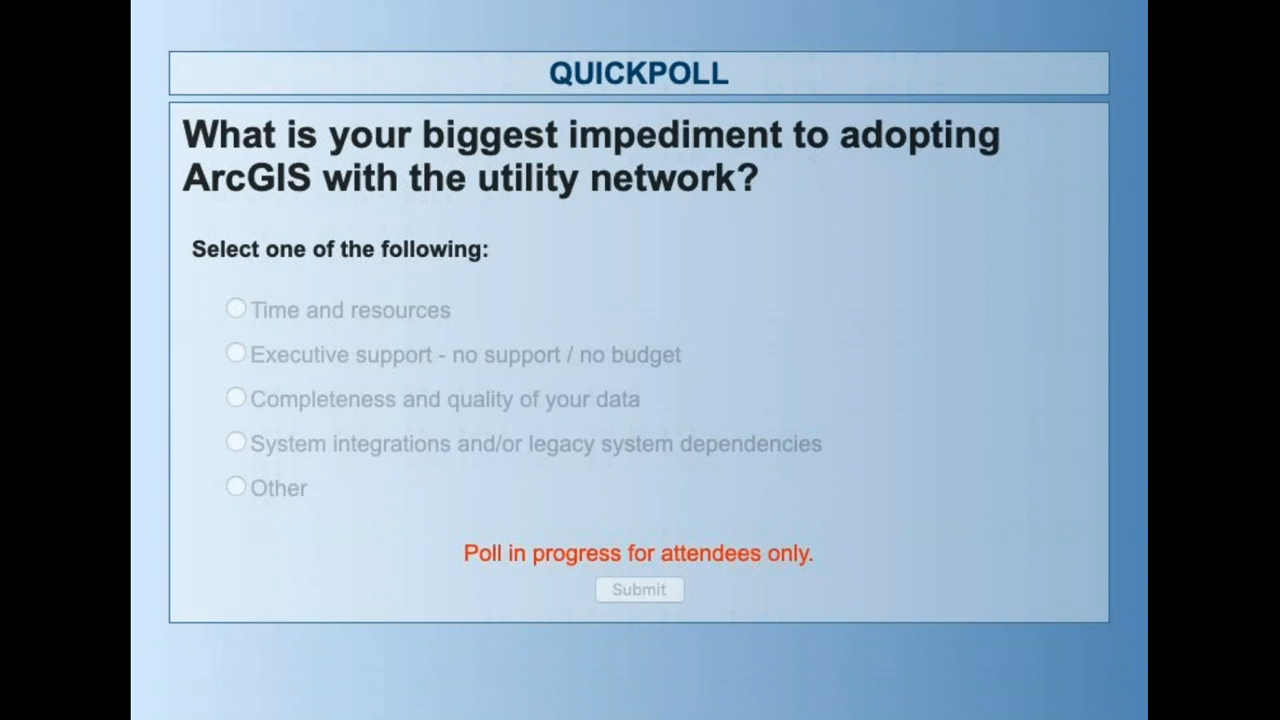 QUICKPOLL
What is your biggest impediment to adopting
ArcGIS with the utility network?
Select one of the following:
Time and resources
Executive support - no support / no budget
Completeness and quality of your data
System integrations and/or legacy system dependencies
Other
Poll in progress for attendees only.
Submit